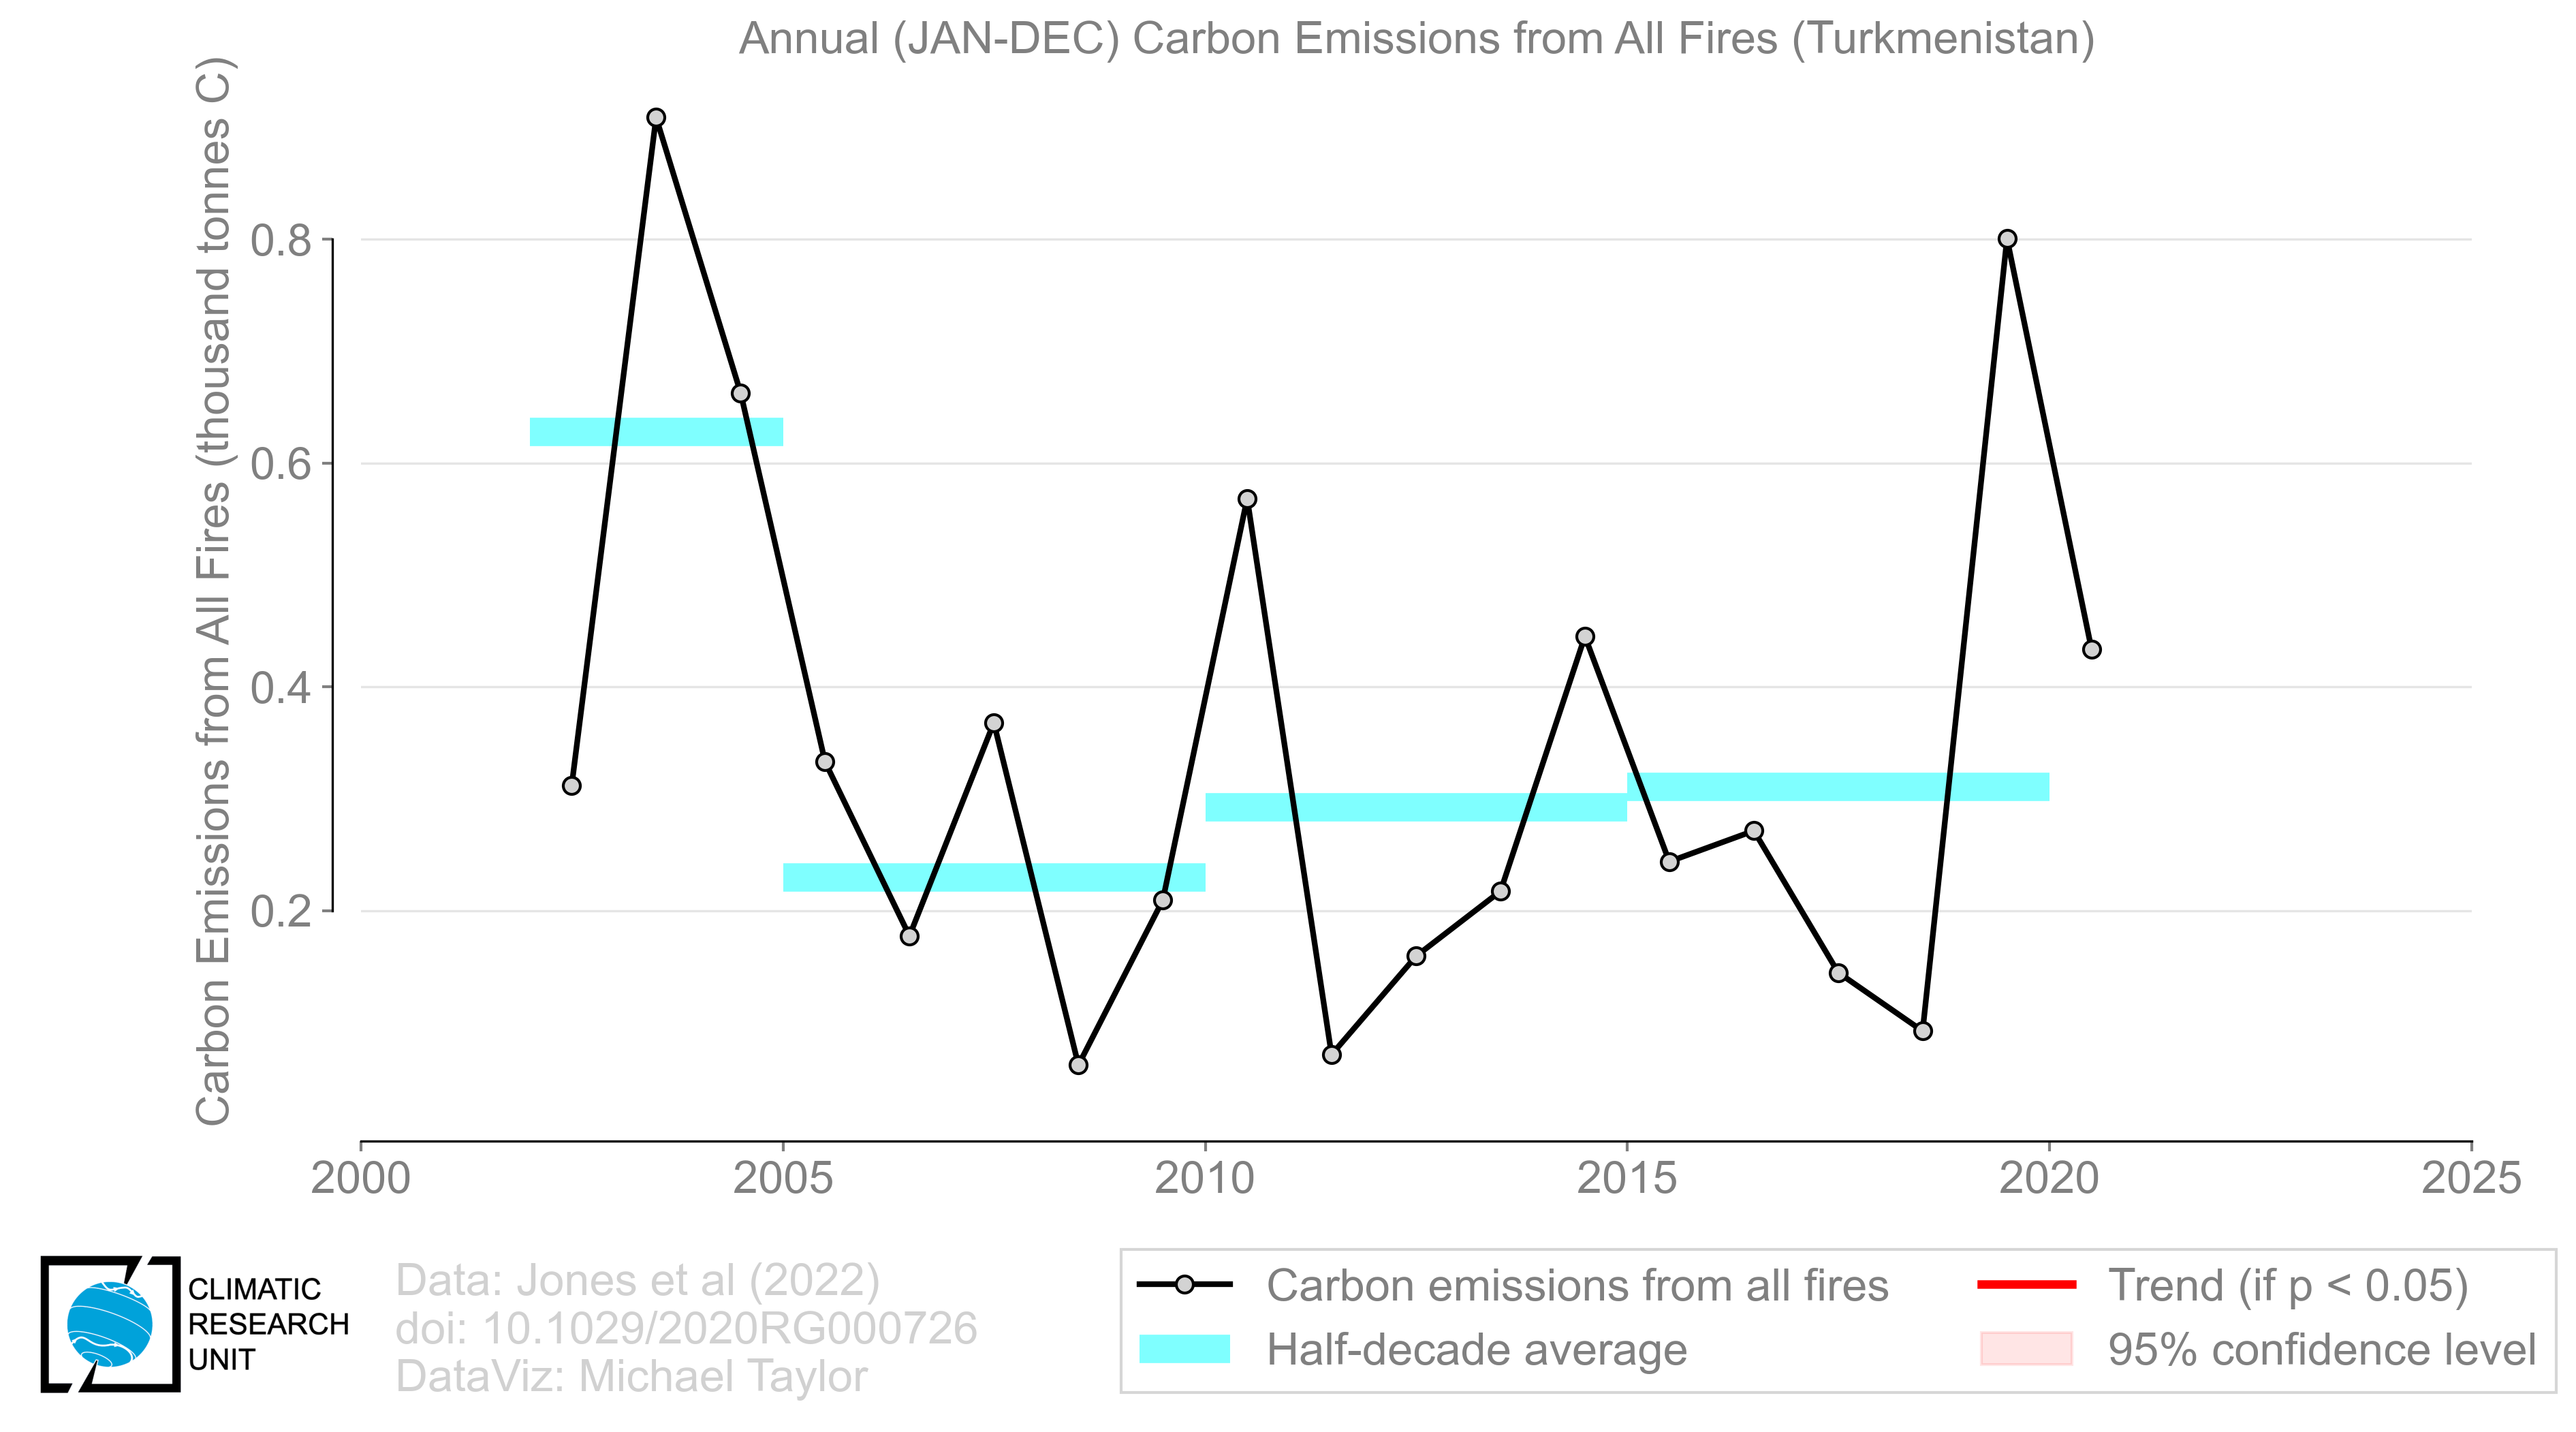 Annual (JAN-DEC) Carbon Emissions from All Fires (Turkmenistan)
Carbon Emissions from All Fires (thousand tonnes C)
0.8
0.6
0.4
0.2
2000
2005
2010
2015
2020
2025
CLIMATIC
RESEARCH
UNIT
Data: Jones et al (2022)
doi: 10.1029/2020RG000726
DataViz: Michael Taylor
Carbon emissions from all fires
Half-decade average
Trend (if p < 0.05)
95% confidence level